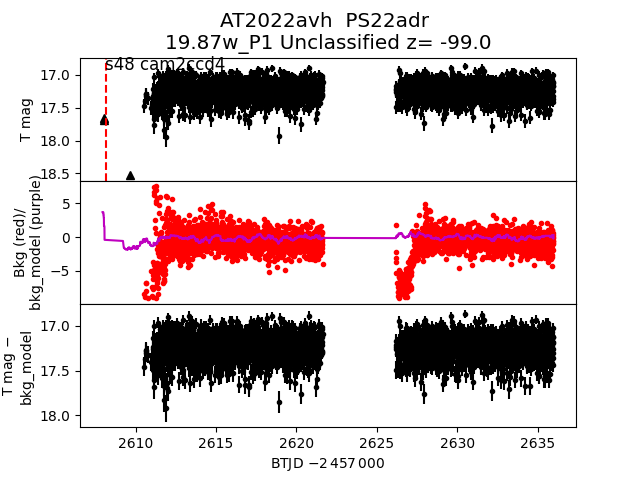 AT2022avh PS22adr
19.87w_P1 Unclassified z= -99.0
s48 cam2ccd4
T mag
17.0
17.5
18.0
18.5
Bkg (red)/
bkg_model (purple)
5
0
−5
T mag −
bkg_model
17.0
17.5
18.0
2610 2615 2620 2625 2630 2635
BTJD −2 457 000